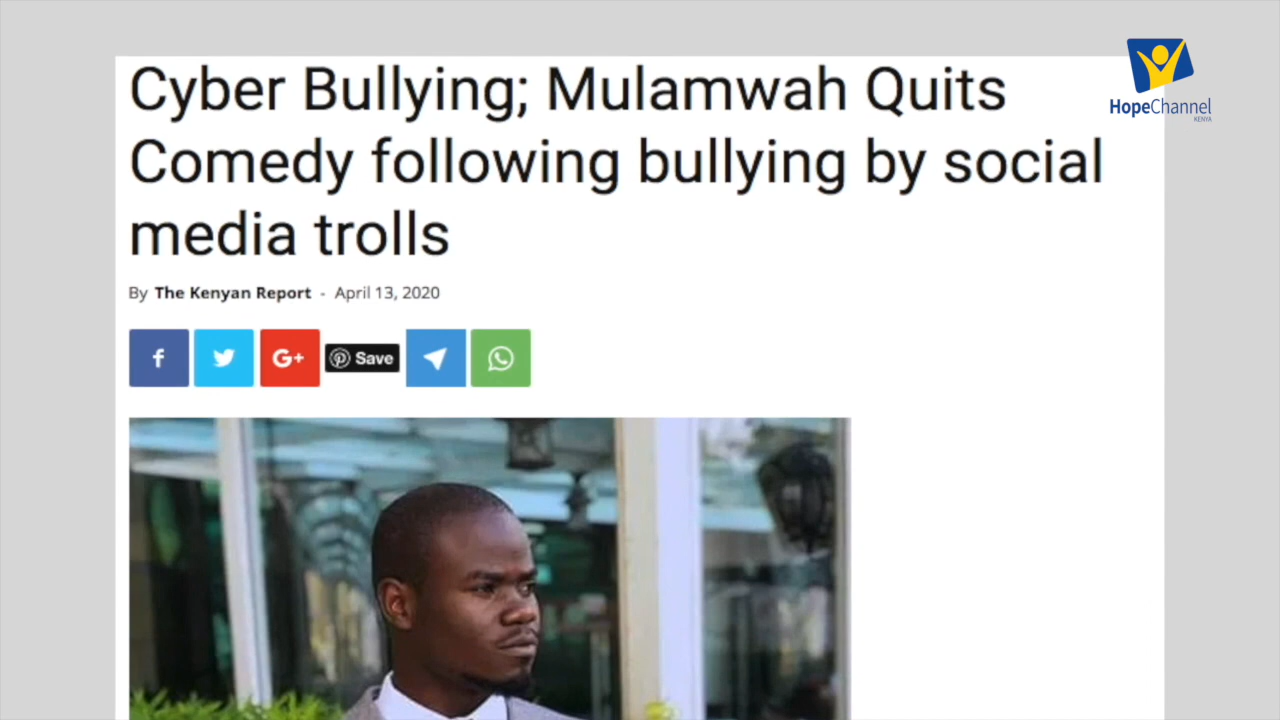 Cyber Bullying; Mulamwah Quits
Comedy following bullying by social
media trolls
By The Kenyan Report - April 13, 2020
f
G+
Save
HopeChannel
KENYA